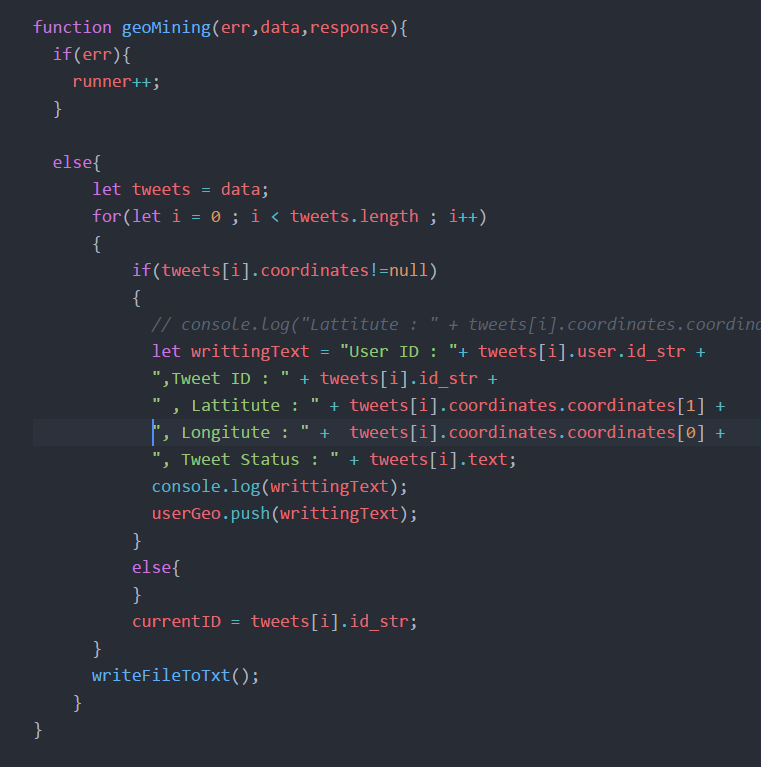 function geoMining(err,data,response){
if(err){
runner++;
}
else{
let tweets = data;
for(let i = 0 ; i < tweets.length ; i++)
{
if(tweets[i].coordinates!=null)
{
// console.log("Lattitute : " + tweets[i].coordinates.coordina
let writtingText = "User ID : "+ tweets[i].user.id_str +
",Tweet ID : " + tweets[i].id_str +
" , Lattitute : " + tweets[i].coordinates.coordinates[1] +
", Longitute : " +  tweets[i].coordinates.coordinates[0] +
", Tweet Status : " + tweets[i].text;
console.log(writtingText);
userGeo.push(writtingText);
}
else{
}
currentID = tweets[i].id_str;
}
writeFileToTxt();
}
}